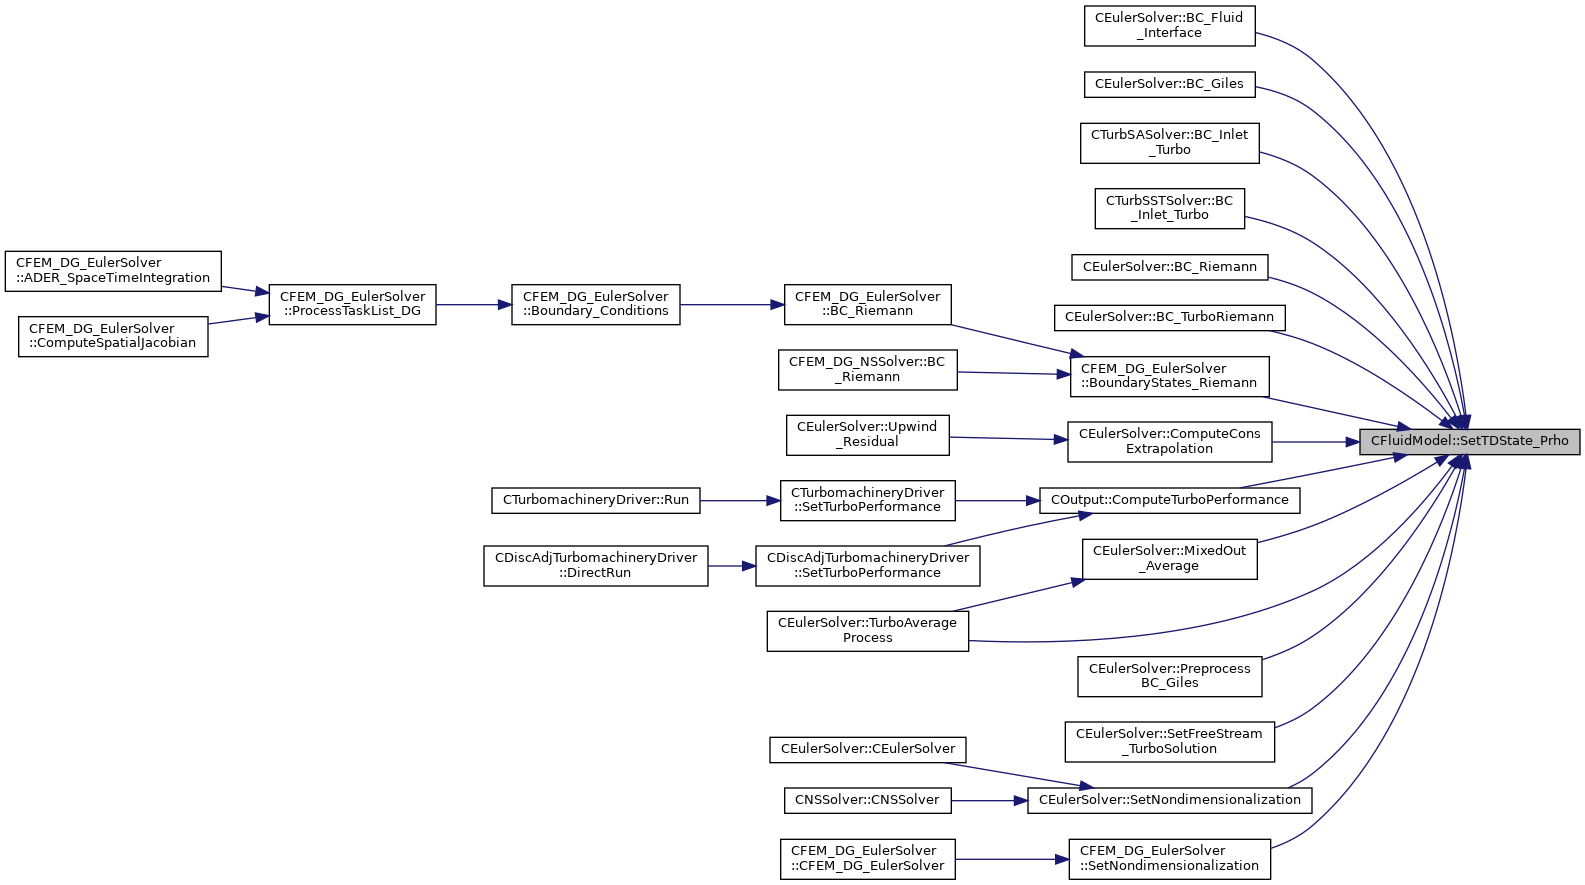 CEulerSolver::BC_Fluid
_Interface
CEulerSolver::BC_Giles
CTurbSASolver::BC_Inlet
_Turbo
CTurbSSTSolver::BC
_Inlet_Turbo
CEulerSolver::BC_Riemann
CEulerSolver::BC_TurboRiemann
CFEM_DG_EulerSolver
::ADER_SpaceTimeIntegration
CFEM_DG_EulerSolver
::ComputeSpatialJacobian
CFEM_DG_EulerSolver
::ProcessTaskList_DG
CFEM_DG_EulerSolver
::Boundary_Conditions
CFEM_DG_EulerSolver
::BC_Riemann
CFEM_DG_NSSolver::BC
_Riemann
CFEM_DG_EulerSolver
::BoundaryStates_Riemann
CEulerSolver::Upwind
_Residual
CEulerSolver::ComputeCons
Extrapolation
CFluidModel::SetTDState_Prho
CTurbomachineryDriver::Run
CTurbomachineryDriver
::SetTurboPerformance
COutput::ComputeTurboPerformance
CDiscAdjTurbomachineryDriver
::DirectRun
CDiscAdjTurbomachineryDriver
::SetTurboPerformance
CEulerSolver::MixedOut
_Average
CEulerSolver::TurboAverage
Process
CEulerSolver::Preprocess
BC_Giles
CEulerSolver::SetFreeStream
_TurboSolution
CEulerSolver::CEulerSolver
CNSSolver::CNSSolver
CEulerSolver::SetNondimensionalization
CFEM_DG_EulerSolver
::CFEM_DG_EulerSolver
CFEM_DG_EulerSolver
::SetNondimensionalization